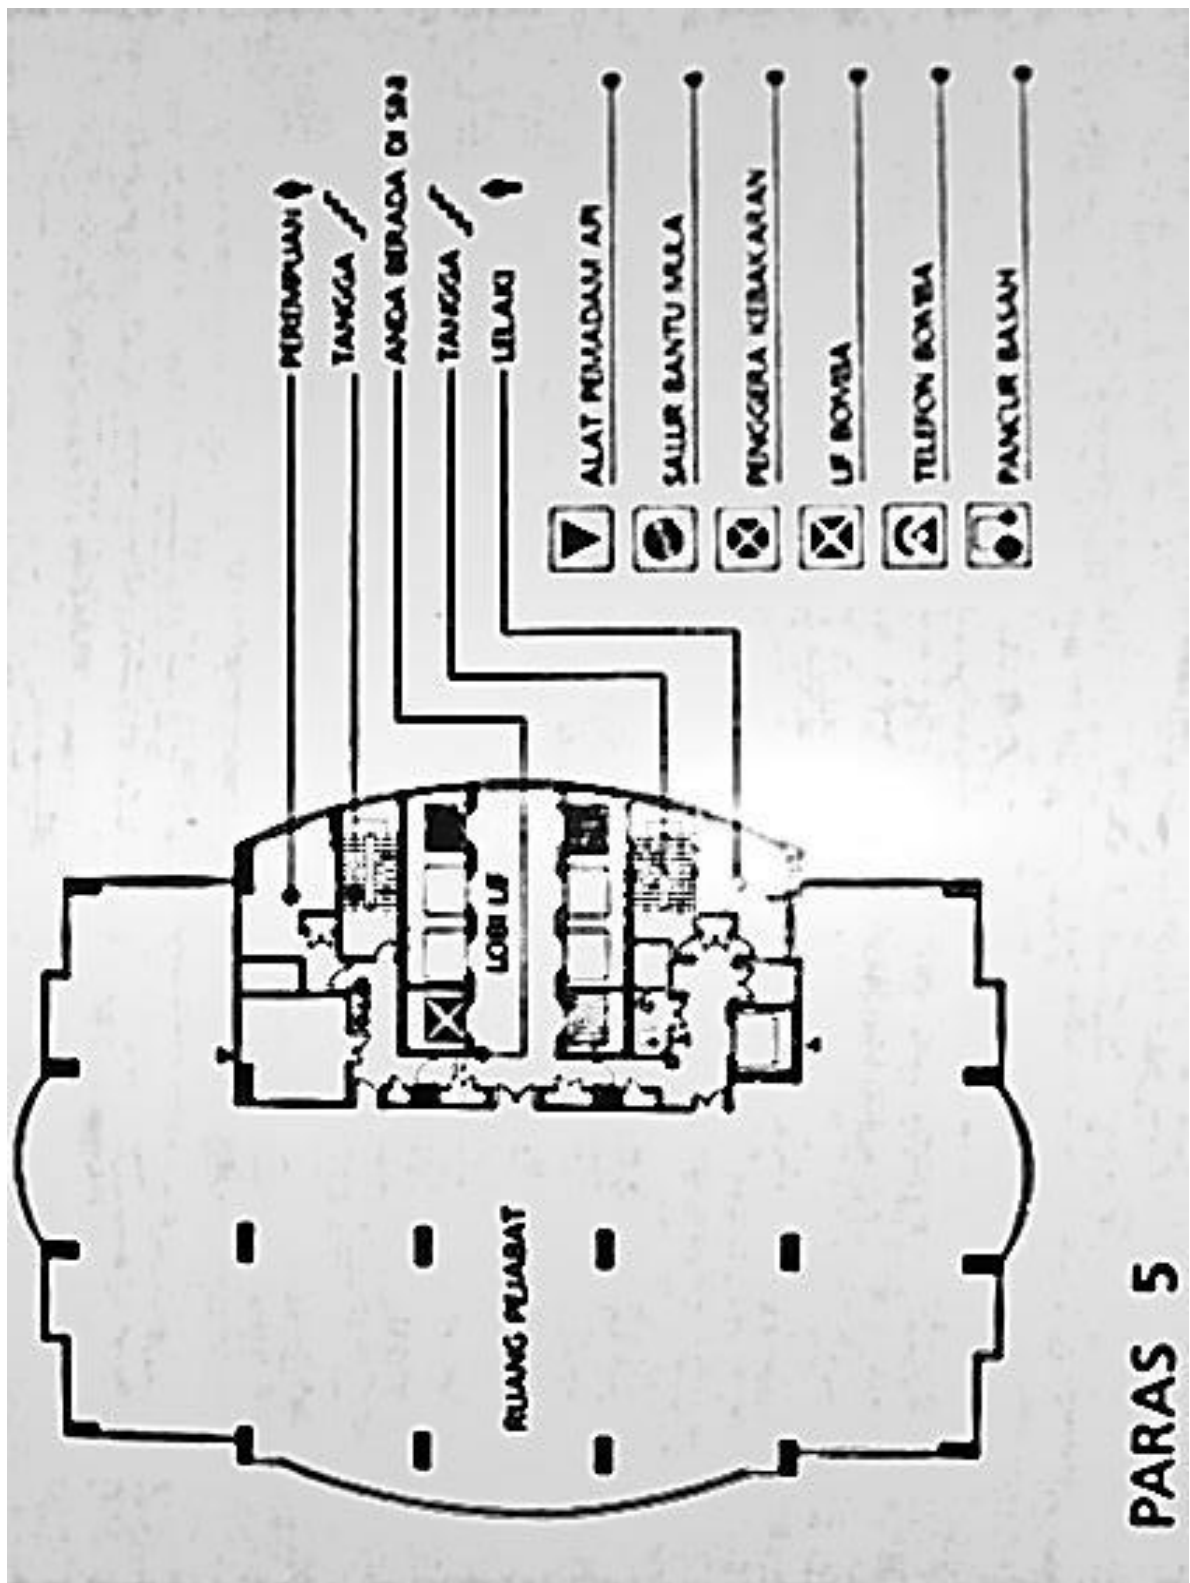 PEREMPUAN
TANGGA
ANDA BERADA DI SINI
TANGGA
LELAKI
ALAT PEMADAM API
SALUR BANTU MULA
PENGGERA KEBAKARAN
LIF BOMBA
TELEFON BOMBA
PANCUR BASAH
LOBI LIF
RUANG PEJABAT
PARAS 5